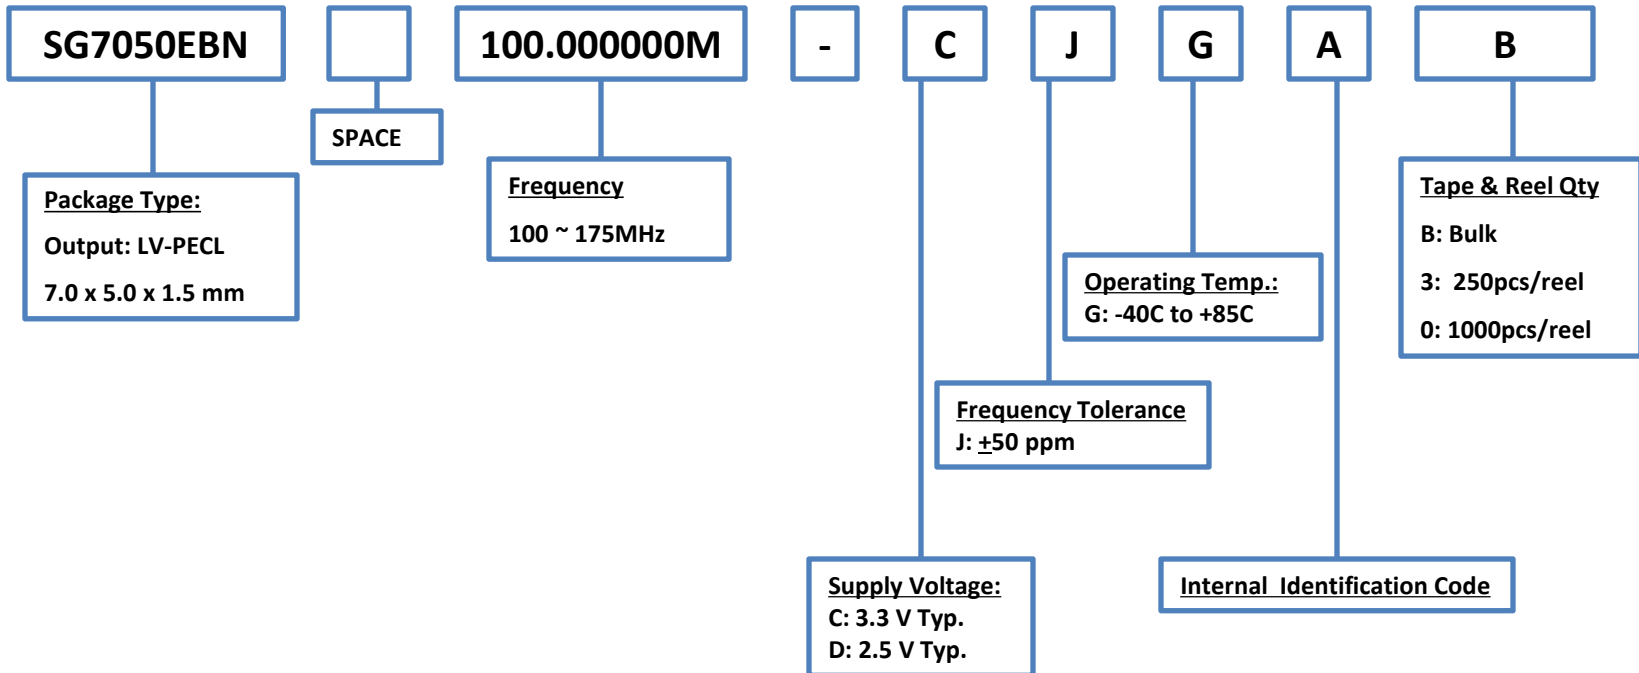 SG7050EBN 100.000000M - C J G A B
SPACE
Package Type:
Output: LV-PECL
7.0 x 5.0 x 1.5 mm
Frequency
100 ~ 175MHz
Tape & Reel Qty
B: Bulk
3: 250pcs/reel
0: 1000pcs/reel
Operating Temp.:
G: -40C to +85C
Frequency Tolerance
J: ±50 ppm
Supply Voltage:
C: 3.3 V Typ.
D: 2.5 V Typ.
Internal Identification Code